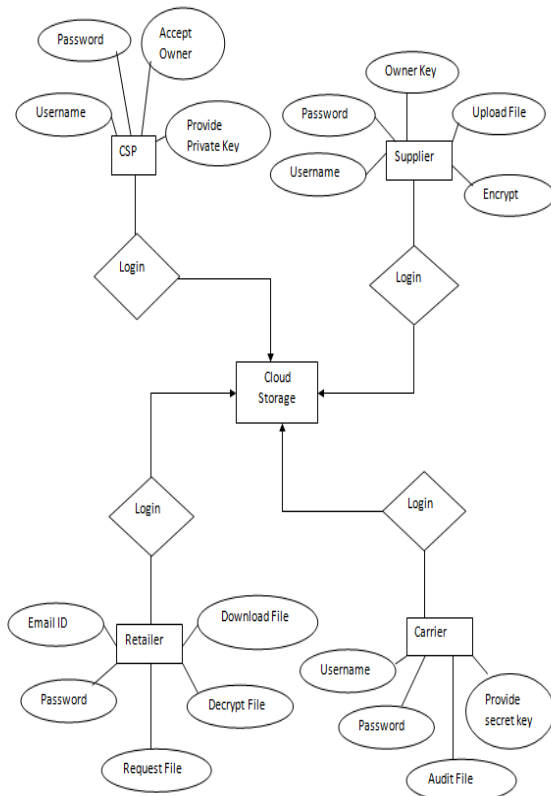 Password
Accept
Owner
Username
CSP
Provide
Private Key
Login
Owner Key
Password
Upload File
Username
Supplier
Encrypt
Login
Cloud
Storage
Login
Email ID
Download File
Retailer
Password
Decrypt File
Request File
Login
Carrier
Username
Password
Provide
secret key
Audit File